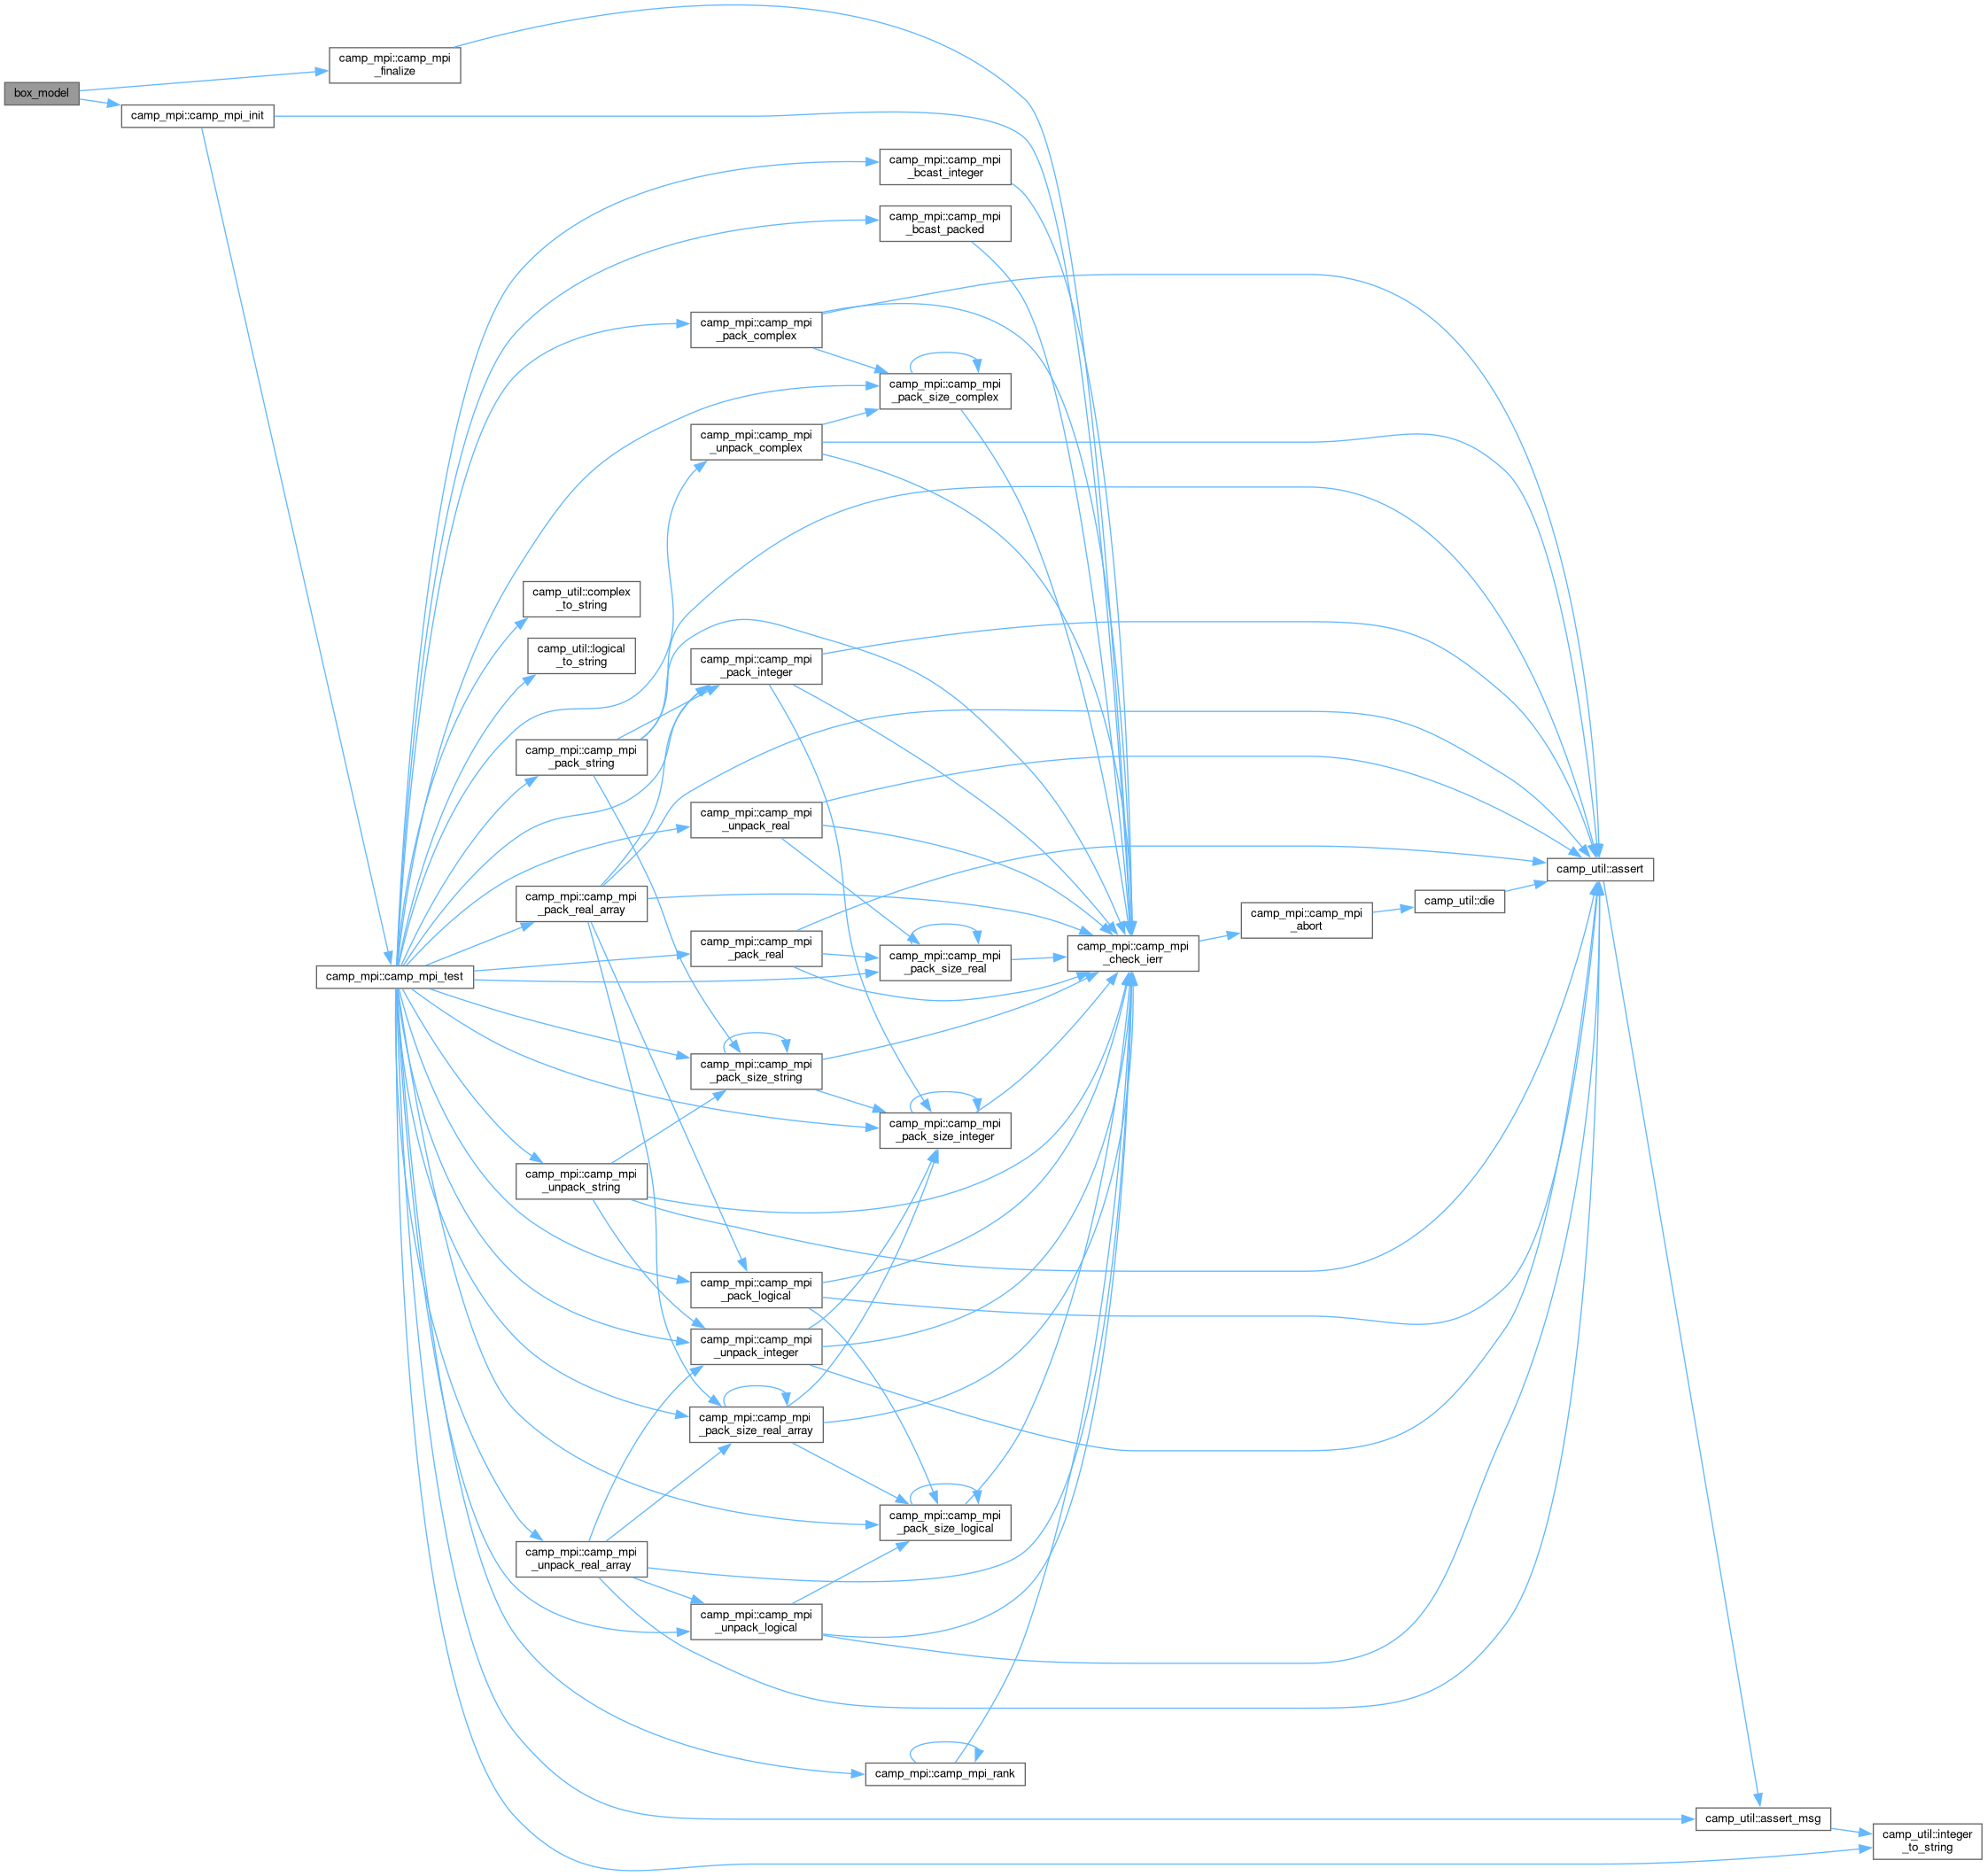 camp_mpi::camp_mpi
_finalize
box_model
camp_mpi::camp_mpi_init
camp_mpi::camp_mpi
_bcast_integer
camp_mpi::camp_mpi
_bcast_packed
camp_mpi::camp_mpi
_pack_complex
camp_mpi::camp_mpi
_pack_size_complex
camp_mpi::camp_mpi
_unpack_complex
camp_util::complex
_to_string
camp_util::logical
_to_string
camp_mpi::camp_mpi
_pack_integer
camp_mpi::camp_mpi
_pack_string
camp_mpi::camp_mpi
_unpack_real
camp_util::assert
camp_mpi::camp_mpi
_pack_real_array
camp_util::die
camp_mpi::camp_mpi
_abort
camp_mpi::camp_mpi
_pack_real
camp_mpi::camp_mpi
_check_ierr
camp_mpi::camp_mpi
_pack_size_real
camp_mpi::camp_mpi_test
camp_mpi::camp_mpi
_pack_size_string
camp_mpi::camp_mpi
_pack_size_integer
camp_mpi::camp_mpi
_unpack_string
camp_mpi::camp_mpi
_pack_logical
camp_mpi::camp_mpi
_unpack_integer
camp_mpi::camp_mpi
_pack_size_real_array
camp_mpi::camp_mpi
_pack_size_logical
camp_mpi::camp_mpi
_unpack_real_array
camp_mpi::camp_mpi
_unpack_logical
camp_mpi::camp_mpi_rank
camp_util::assert_msg
camp_util::integer
_to_string